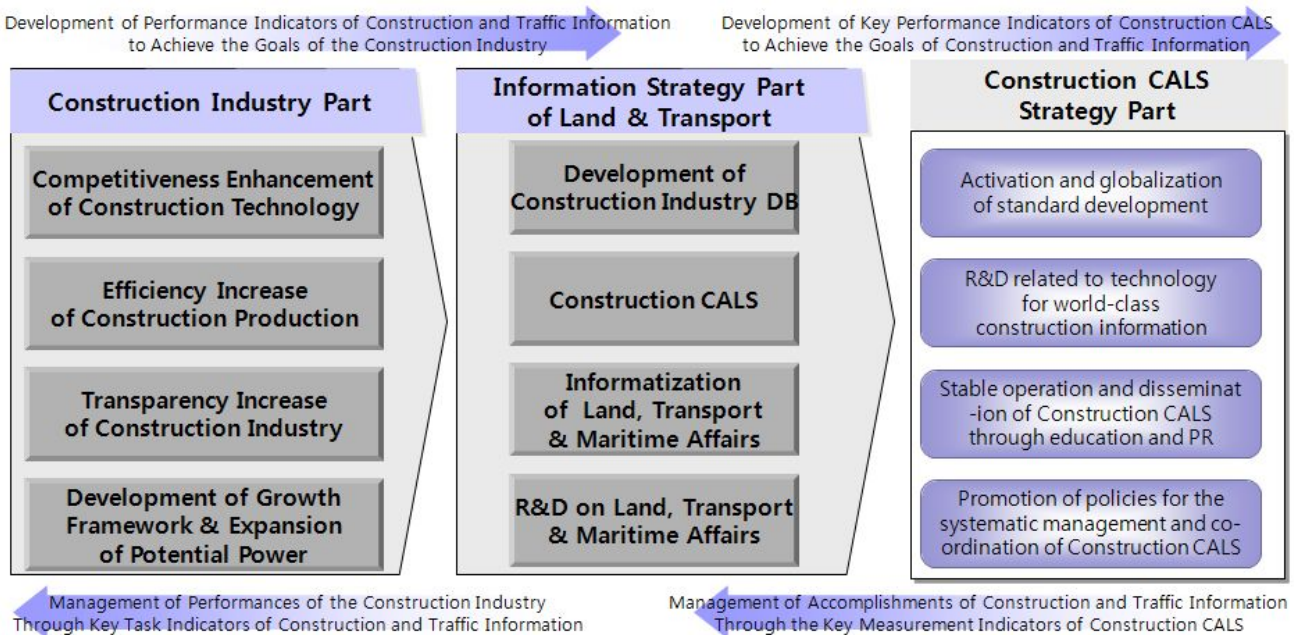 Development of Performance Indicators of Construction and Traffic Information
to Achieve the Goals of the Construction Industry
Development of Key Performance Indicators of Construction CALS
to Achieve the Goals of Construction and Traffic Information
Construction Industry Part
Competitiveness Enhancement
of Construction Technology
Efficiency Increase
of Construction Production
Transparency Increase
of Construction Industry
Development of Growth
Framework & Expansion
of Potential Power
Information Strategy Part
of Land & Transport
Development of
Construction Industry DB
Construction CALS
Informatization
of Land, Transport
& Maritime Affairs
R&D on Land, Transport
& Maritime Affairs
Construction CALS
Strategy Part
Activation and globalization
of standard development
R&D related to technology
for world-class
construction information
Stable operation and disseminat
-ion of Construction CALS
through education and PR
Promotion of policies for the
systematic management and co-
ordination of Construction CALS
Management of Performances of the Construction Industry
Through Key Task Indicators of Construction and Traffic Information
Management of Accomplishments of Construction and Traffic Information
Through the Key Measurement Indicators of Construction CALS